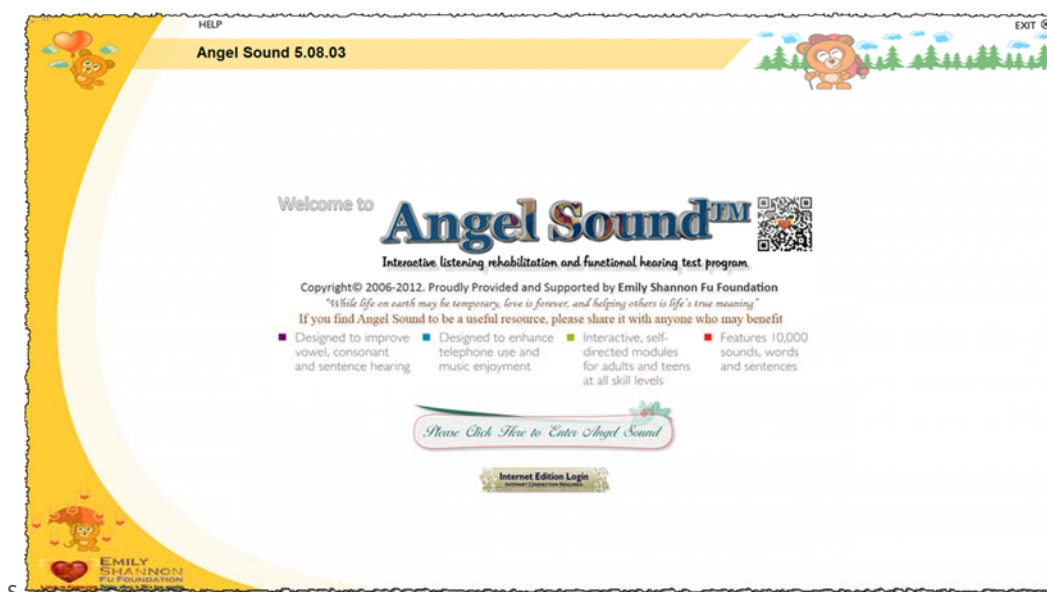 HELP
EXIT
Angel Sound 5.08.03
Welcome to
Angel Sound™
Interactive listening rehabilitation and functional hearing test program
Copyright© 2006-2012. Proudly Provided and Supported by Emily Shannon Fu Foundation
"While life on earth may be temporary, love is forever, and helping others is life's true meaning"
If you find Angel Sound to be a useful resource, please share it with anyone who may benefit
Designed to improve
vowel, consonant
and sentence hearing
Designed to enhance
telephone use and
music enjoyment
Interactive, self-
directed modules
for adults and teens
at all skill levels
Features 10,000
sounds, words
and sentences
Please Click Here to Enter Angel Sound
Internet Edition Login
INTERNET CONNECTION REQUIRED
EMILY
SHANNON
FU FOUNDATION
S